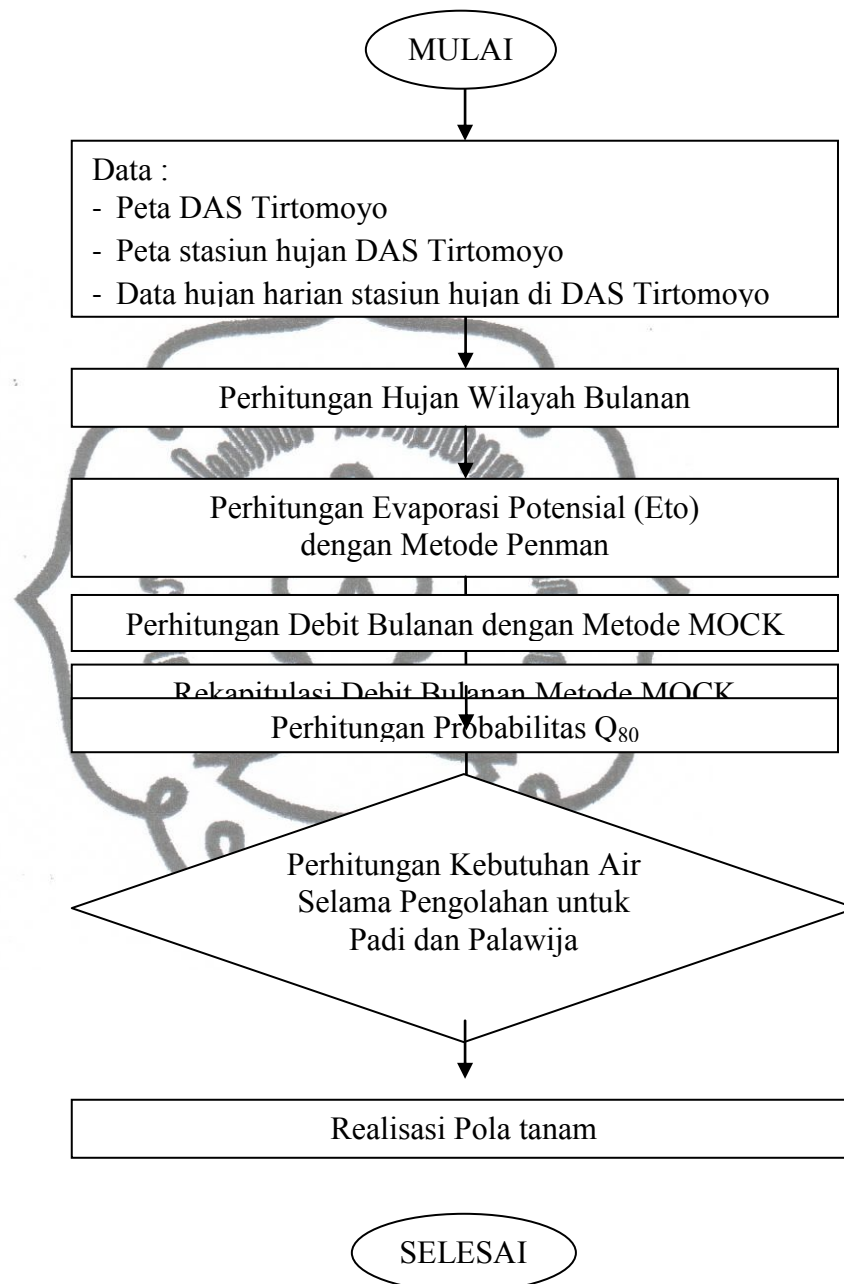 MULAI
Data :
- Peta DAS Tirtomoyo
- Peta stasiun hujan DAS Tirtomoyo
- Data hujan harian stasiun hujan di DAS Tirtomoyo
Perhitungan Hujan Wilayah Bulanan
Perhitungan Evaporasi Potensial (Eto)
dengan Metode Penman
Perhitungan Debit Bulanan dengan Metode MOCK
Rekapitulasi Debit Bulanan Metode MOCK
Perhitungan Probabilitas Q₈₀
Perhitungan Kebutuhan Air
Selama Pengolahan untuk
Padi dan Palawija
Realisasi Pola tanam
SELESAI